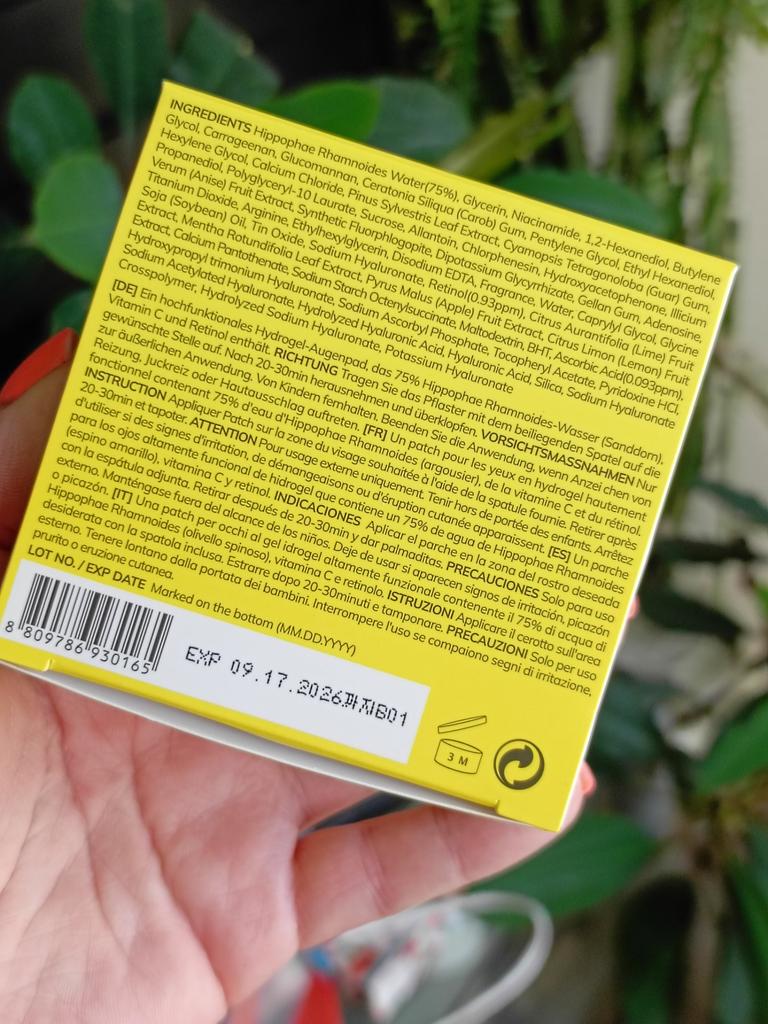 INGREDIENTS Hippophae Rhamnoides Water(75%), Glycerin, Niacinamide, 1,2-Hexanediol, Butylene
Glycol, Carrageenan, Glucomannan, Ceratonia Siliqua (Carob) Gum, Pentylene Glycol, Ethyl Hexanediol,
Hexylene Glycol, Calcium Chloride, Pinus Sylvestris Leaf Extract, Cyamopsis Tetragonoloba (Guar) Gum,
Propanediol, Polyglyceryl-10 Laurate, Sucrose, Allantoin, Chlorphenesin, Hydroxyacetophenone, Illicium
Verum (Anise) Fruit Extract, Synthetic Fluorphlogopite, Dipotassium Glycyrrhizate, Gellan Gum, Adenosine,
Titanium Dioxide, Arginine, Ethylhexylglycerin, Disodium EDTA, Fragrance, Water, Caprylyl Glycol, Glycine
Soja (Soybean) Oil, Tin Oxide, Sodium Hyaluronate, Retinol(0.93ppm), Citrus Aurantifolia (Lime) Fruit
Extract, Mentha Rotundifolia Leaf Extract, Pyrus Malus (Apple) Fruit Extract, Citrus Limon (Lemon) Fruit
Extract, Calcium Pantothenate, Sodium Starch Octenylsuccinate, Maltodextrin, BHT, Ascorbic Acid(0.093ppm),
Hydroxypropyl trimonium Hyaluronate, Sodium Ascorbyl Phosphate, Tocopheryl Acetate, Pyridoxine HCl,
Sodium Acetylated Hyaluronate, Hydrolyzed Hyaluronic Acid, Hyaluronic Acid, Silica, Sodium Hyaluronate
Crosspolymer, Hydrolyzed Sodium Hyaluronate, Potassium Hyaluronate
[DE] Ein hochfunktionales Hydrogel-Augenpad, das 75% Hippophae Rhamnoides-Wasser (Sanddorn),
Vitamin C und Retinol enthält. RICHTUNG Tragen Sie das Pflaster mit dem beiliegenden Spatel auf die
gewünschte Stelle auf. Nach 20-30min herausnehmen und überklopfen. VORSICHTSMASSNAHMEN Nur
zur äußerlichen Anwendung. Von Kindern fernhalten. Beenden Sie die Anwendung, wenn Anzei chen von
Reizung, Juckreiz oder Hautausschlag auftreten. [FR] Un patch pour les yeux en hydrogel hautement
fonctionnel contenant 75% d'eau d'Hippophae Rhamnoides (argousier), de la vitamine C et du rétinol.
INSTRUCTION Appliquer Patch sur la zone du visage souhaitée à l'aide de la spatule fournie. Retirer après
20-30min et tapoter. ATTENTION Pour usage externe uniquement. Tenir hors de portée des enfants. Arrêtez
d'utiliser si des signes d'irritation, de démangeaisons ou d'éruption cutanée apparaissent. [ES] Un parche
para los ojos altamente funcional de hidrogel que contiene un 75% de agua de Hippophae Rhamnoides
(espino amarillo), vitamina C y retinol. INDICACIONES Aplicar el parche en la zona del rostro deseada
con la espátula adjunta. Retirar después de 20-30min y dar palmaditas. PRECAUCIONES Solo para uso
externo. Manténgase fuera del alcance de los niños. Deje de usar si aparecen signos de irritación, picazón
o picazón. [IT] Una patch per occhi al gel idrogel altamente funzionale contenente il 75% di acqua di
Hippophae Rhamnoides (olivello spinoso), vitamina C e retinolo. ISTRUZIONI Applicare il cerotto sull'area
desiderata con la spatola inclusa. Estrarre dopo 20-30minuti e tamponare. PRECAUZIONI Solo per uso
esterno. Tenere lontano dalla portata dei bambini. Interrompere l'uso se compaiono segni di irritazione,
prurito o eruzione cutanea.
LOT NO. / EXP DATE Marked on the bottom (MM.DD.YYYY)
8 809786 930165
EXP 09.17.2026까지B01
3 M